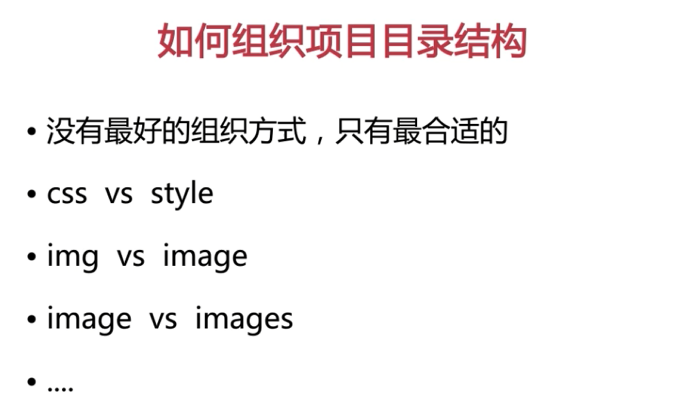 如何组织项目目录结构
• 没有最好的组织方式，只有最合适的
• css vs style
• img vs image
• image vs images
• ....